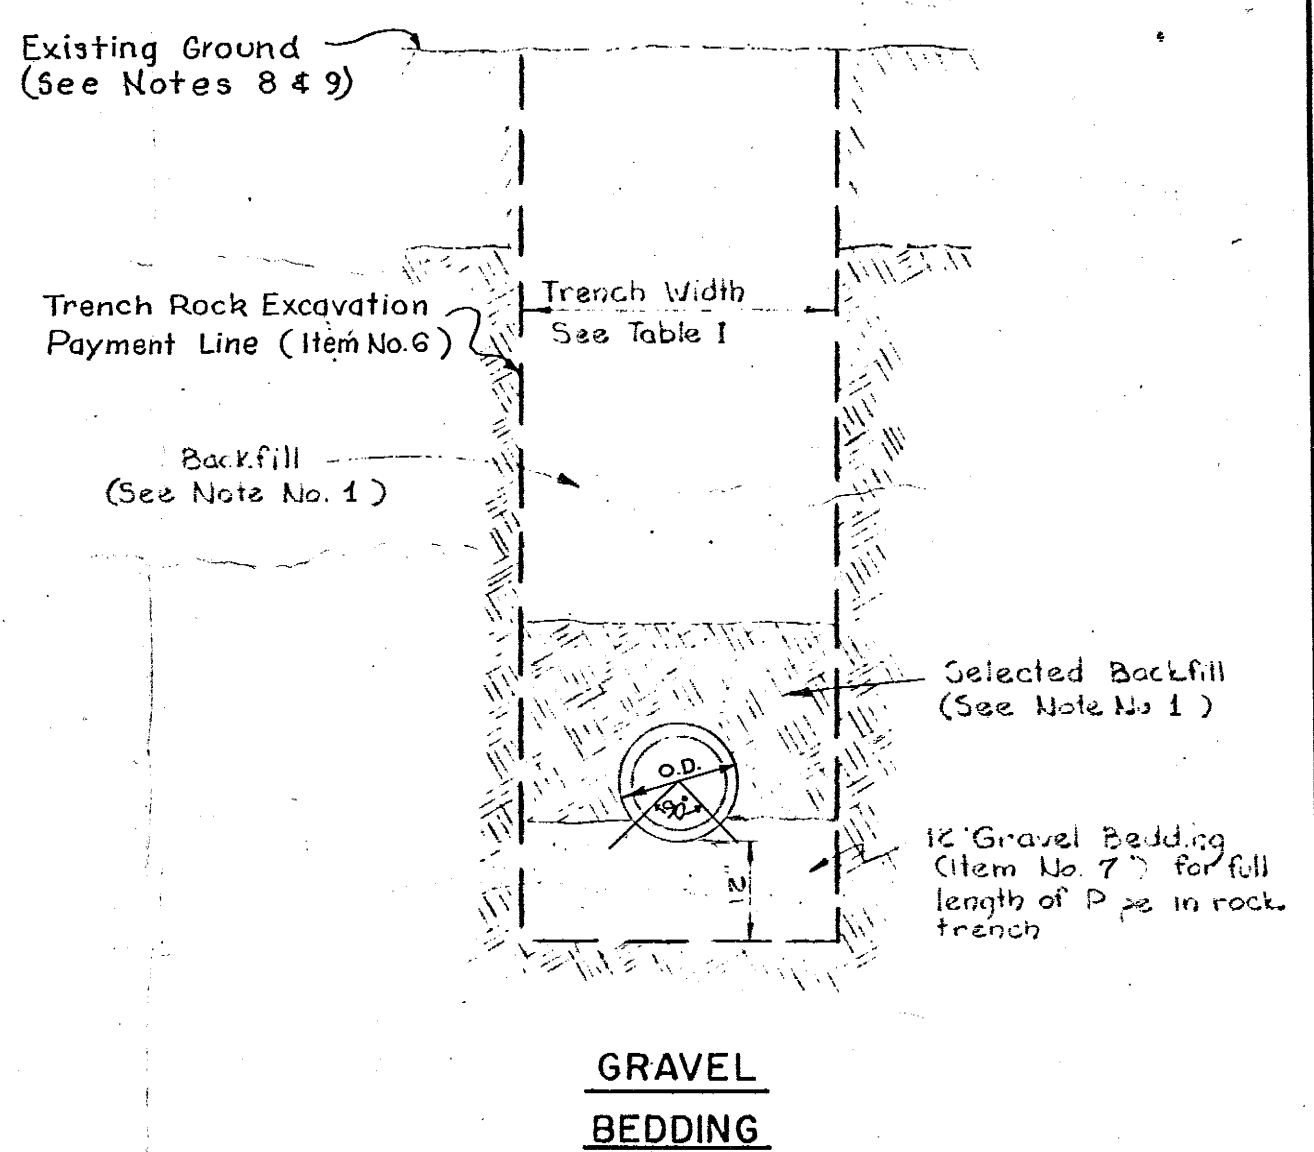 Existing Ground
(See Notes 8 & 9)
Trench Rock Excavation
Payment Line (Item No.6)
Trench Width
See Table I
Backfill
(See Note No. 1)
Selected Backfill
(See Note No 1)
O.D.
90°
Gravel Bedding
(Item No. 7) for full
length of Pipe in rock
trench
GRAVEL
BEDDING